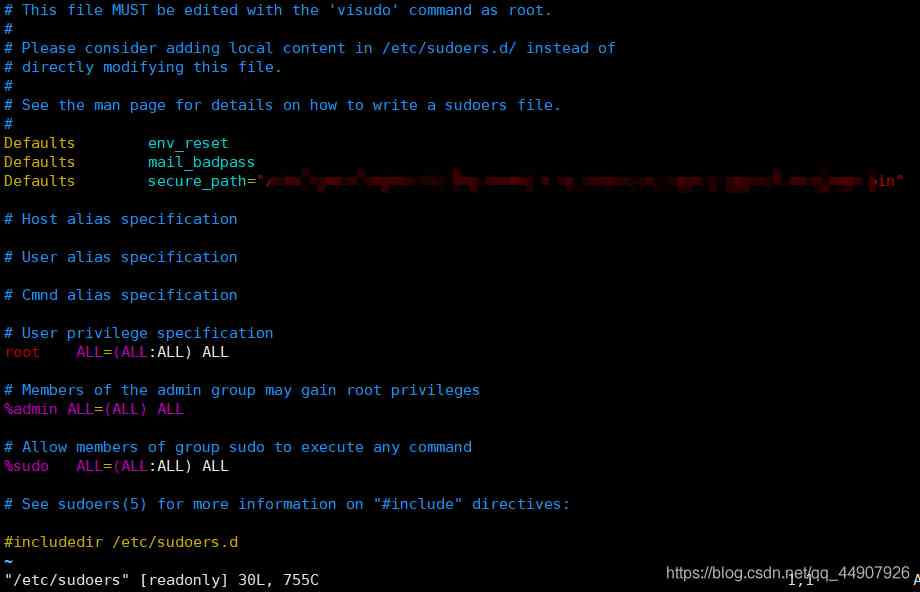 # This file MUST be edited with the 'visudo' command as root.
#
# Please consider adding local content in /etc/sudoers.d/ instead of
# directly modifying this file.
#
# See the man page for details on how to write a sudoers file.
#
Defaults        env_reset
Defaults        mail_badpass
Defaults        secure_path="/ in"
# Host alias specification
# User alias specification
# Cmnd alias specification
# User privilege specification
root    ALL=(ALL:ALL) ALL
# Members of the admin group may gain root privileges
%admin ALL=(ALL) ALL
# Allow members of group sudo to execute any command
%sudo   ALL=(ALL:ALL) ALL
# See sudoers(5) for more information on "#include" directives:
#includedir /etc/sudoers.d
~
"/etc/sudoers" [readonly] 30L, 755C
1,1
A
https://blog.csdn.net/qq_44907926